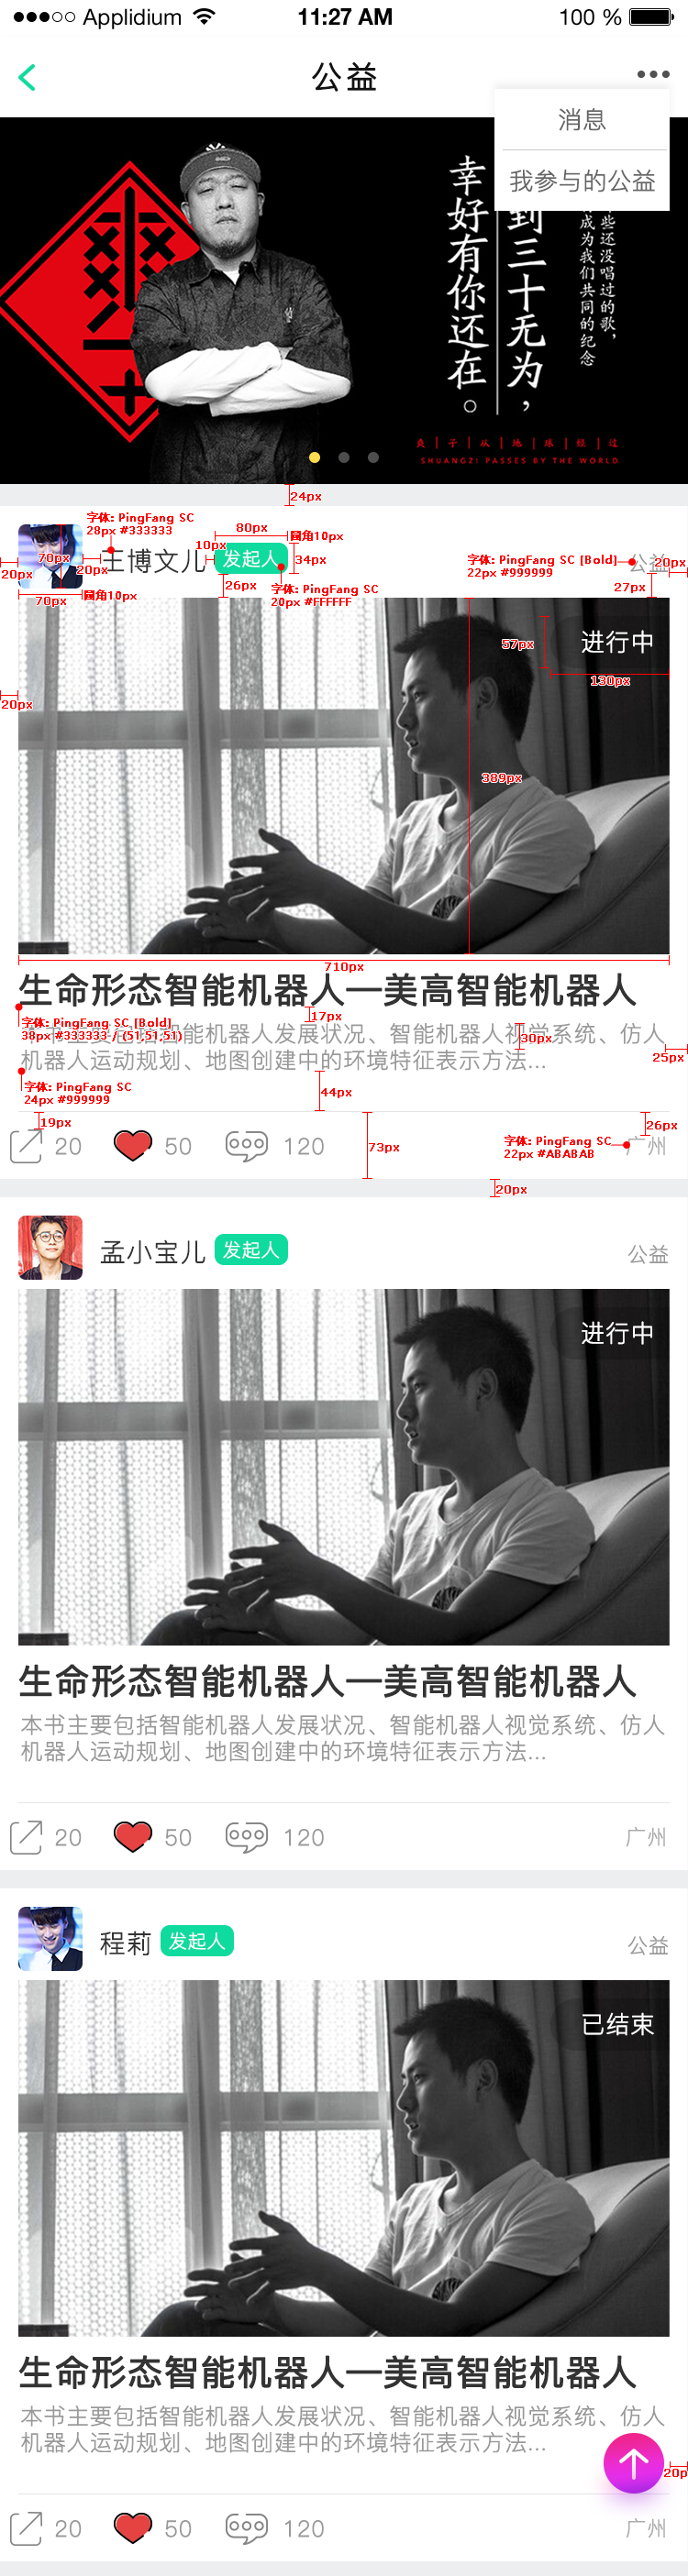 Applidium 11:27 AM 100 %
公益
消息
我参与的公益
幸好有你还在。
到三十无为，
些还没唱过的歌，
成为我们共同的纪念
SHUANGZI PASSES BY THE WORLD
24px
字体: PingFang SC
28px #333333
80px
圆角10px
10px
70px
王博文儿
发起人
34px
字体: PingFang SC [Bold]
22px #999999
公益
20px
20px
20px
26px
字体: PingFang SC
20px #FFFFFF
27px
70px
圆角10px
57px
进行中
130px
20px
389px
710px
生命形态智能机器人—美高智能机器人
17px
字体: PingFang SC [Bold]
38px #333333 / (51,51,51)
本书主要包括智能机器人发展状况、智能机器人视觉系统、仿人
机器人运动规划、地图创建中的环境特征表示方法...
30px
25px
字体: PingFang SC
24px #999999
44px
19px
26px
20
50
120
73px
字体: PingFang SC
22px #ABABAB
广州
20px
孟小宝儿
发起人
公益
进行中
生命形态智能机器人—美高智能机器人
本书主要包括智能机器人发展状况、智能机器人视觉系统、仿人
机器人运动规划、地图创建中的环境特征表示方法...
20 50 120 广州
程莉
发起人
公益
已结束
生命形态智能机器人—美高智能机器人
本书主要包括智能机器人发展状况、智能机器人视觉系统、仿人
机器人运动规划、地图创建中的环境特征表示方法...
20p
20 50 120 广州